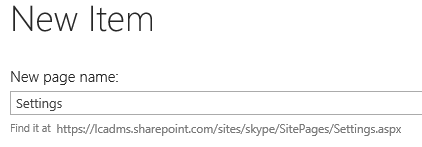 New Item
New page name:
Settings
Find it at https://lcadms.sharepoint.com/sites/skype/SitePages/Settings.aspx